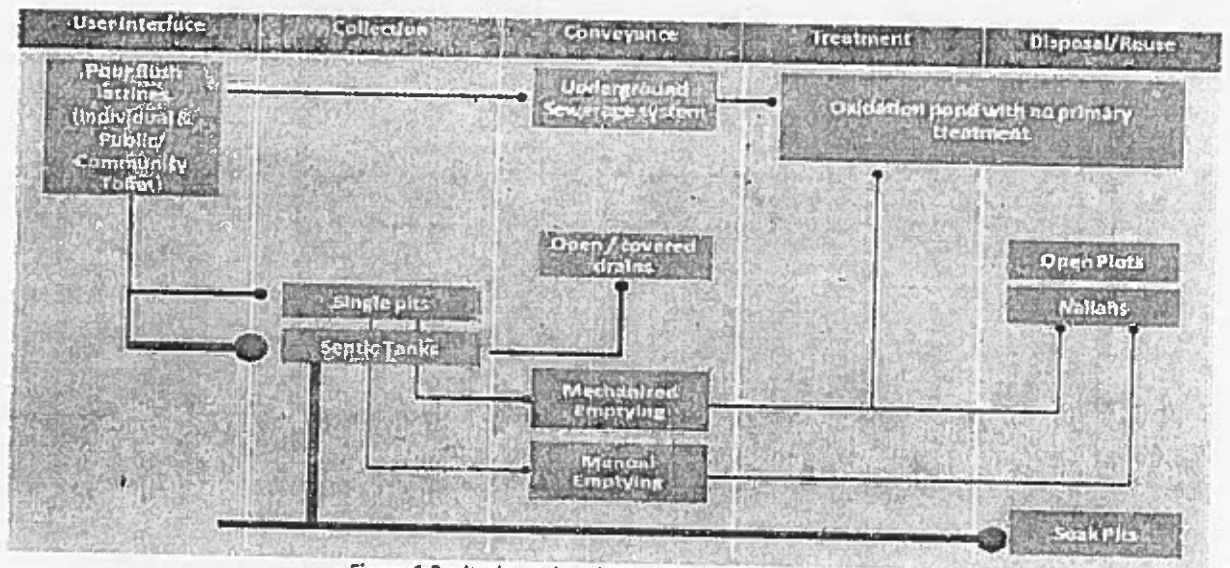 User Interface
Collection
Conveyance
Treatment
Disposal/Reuse
Pour flush
latrines
(Individual &
Public/
Community
Toilet)
Underground
Sewerage system
Oxidation pond with no primary
treatment
Open / covered
drains
Open Plots
Nallahs
Single pits
Septic Tanks
Mechanized
Emptying
Manual
Emptying
Soak Pits